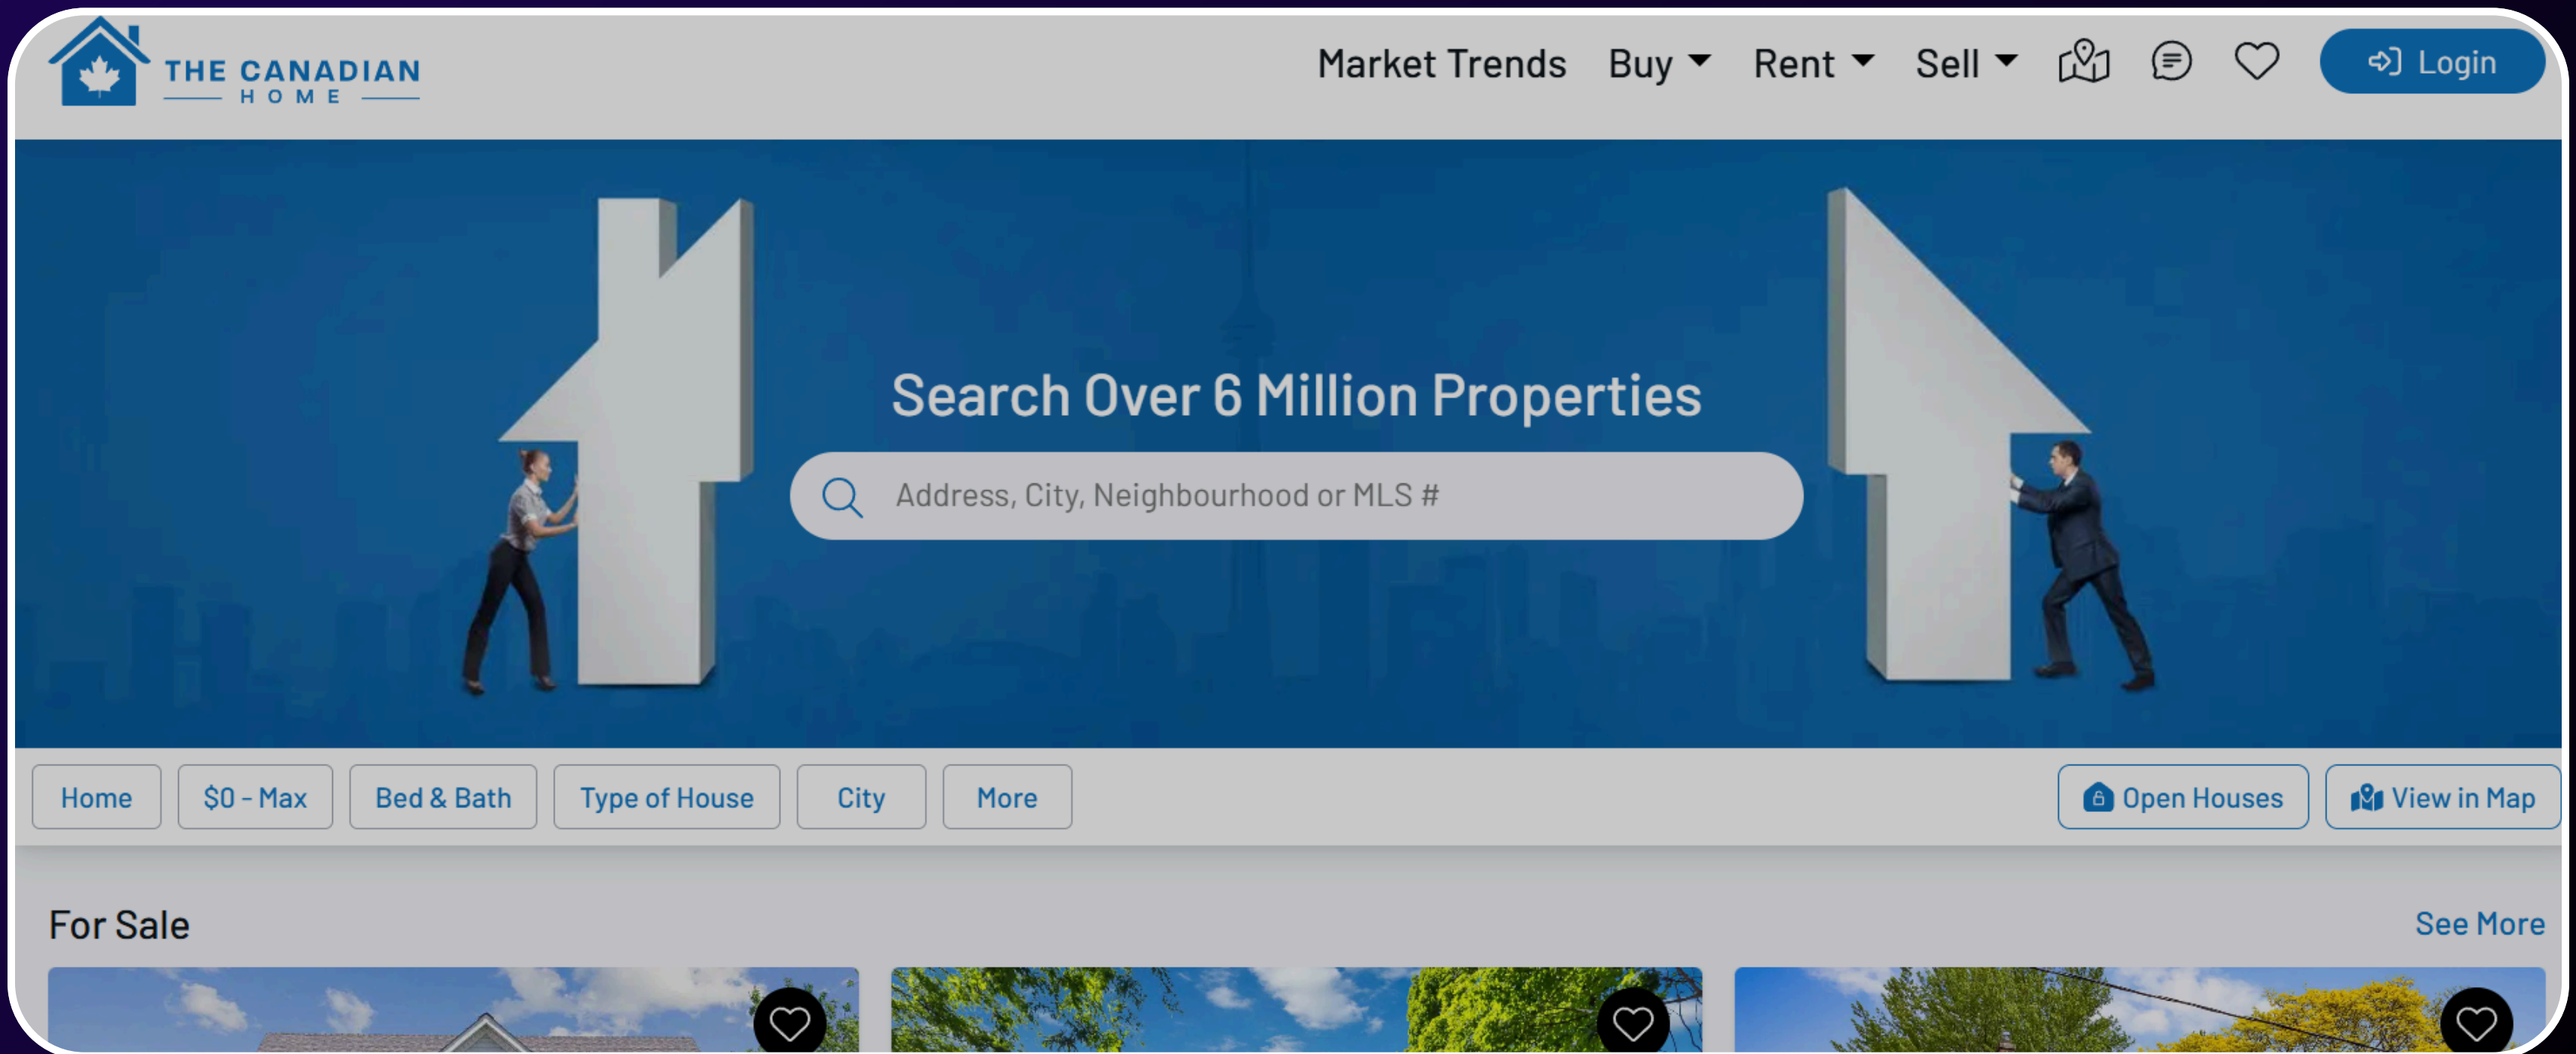 THE CANADIAN
HOME
Market Trends Buy Rent Sell Login
Search Over 6 Million Properties
Address, City, Neighbourhood or MLS #
Home $0 - Max Bed & Bath Type of House City More Open Houses View in Map
For Sale See More